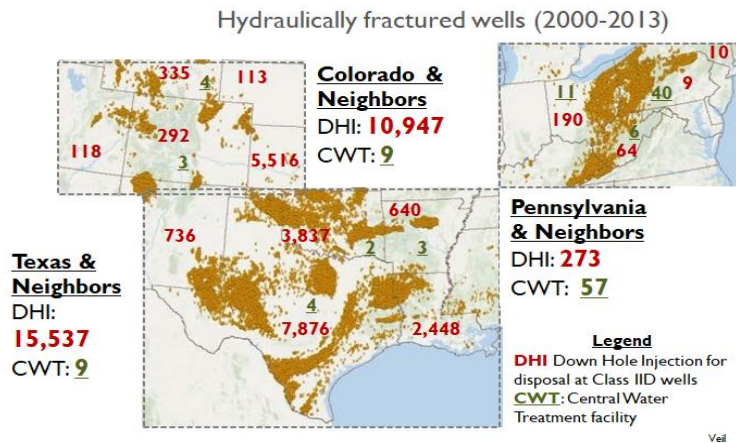 Hydraulically fractured wells (2000-2013)
335
4
113
292
118
3
5,516
Colorado &
Neighbors
DHI: 10,947
CWT: 9
10
11
40
9
190
6
64
736
3,837
640
2
3
4
7,876
2,448
Texas &
Neighbors
DHI:
15,537
CWT: 9
Pennsylvania
& Neighbors
DHI: 273
CWT: 57
Legend
DHI Down Hole Injection for
disposal at Class IID wells
CWT: Central Water
Treatment facility
Veil